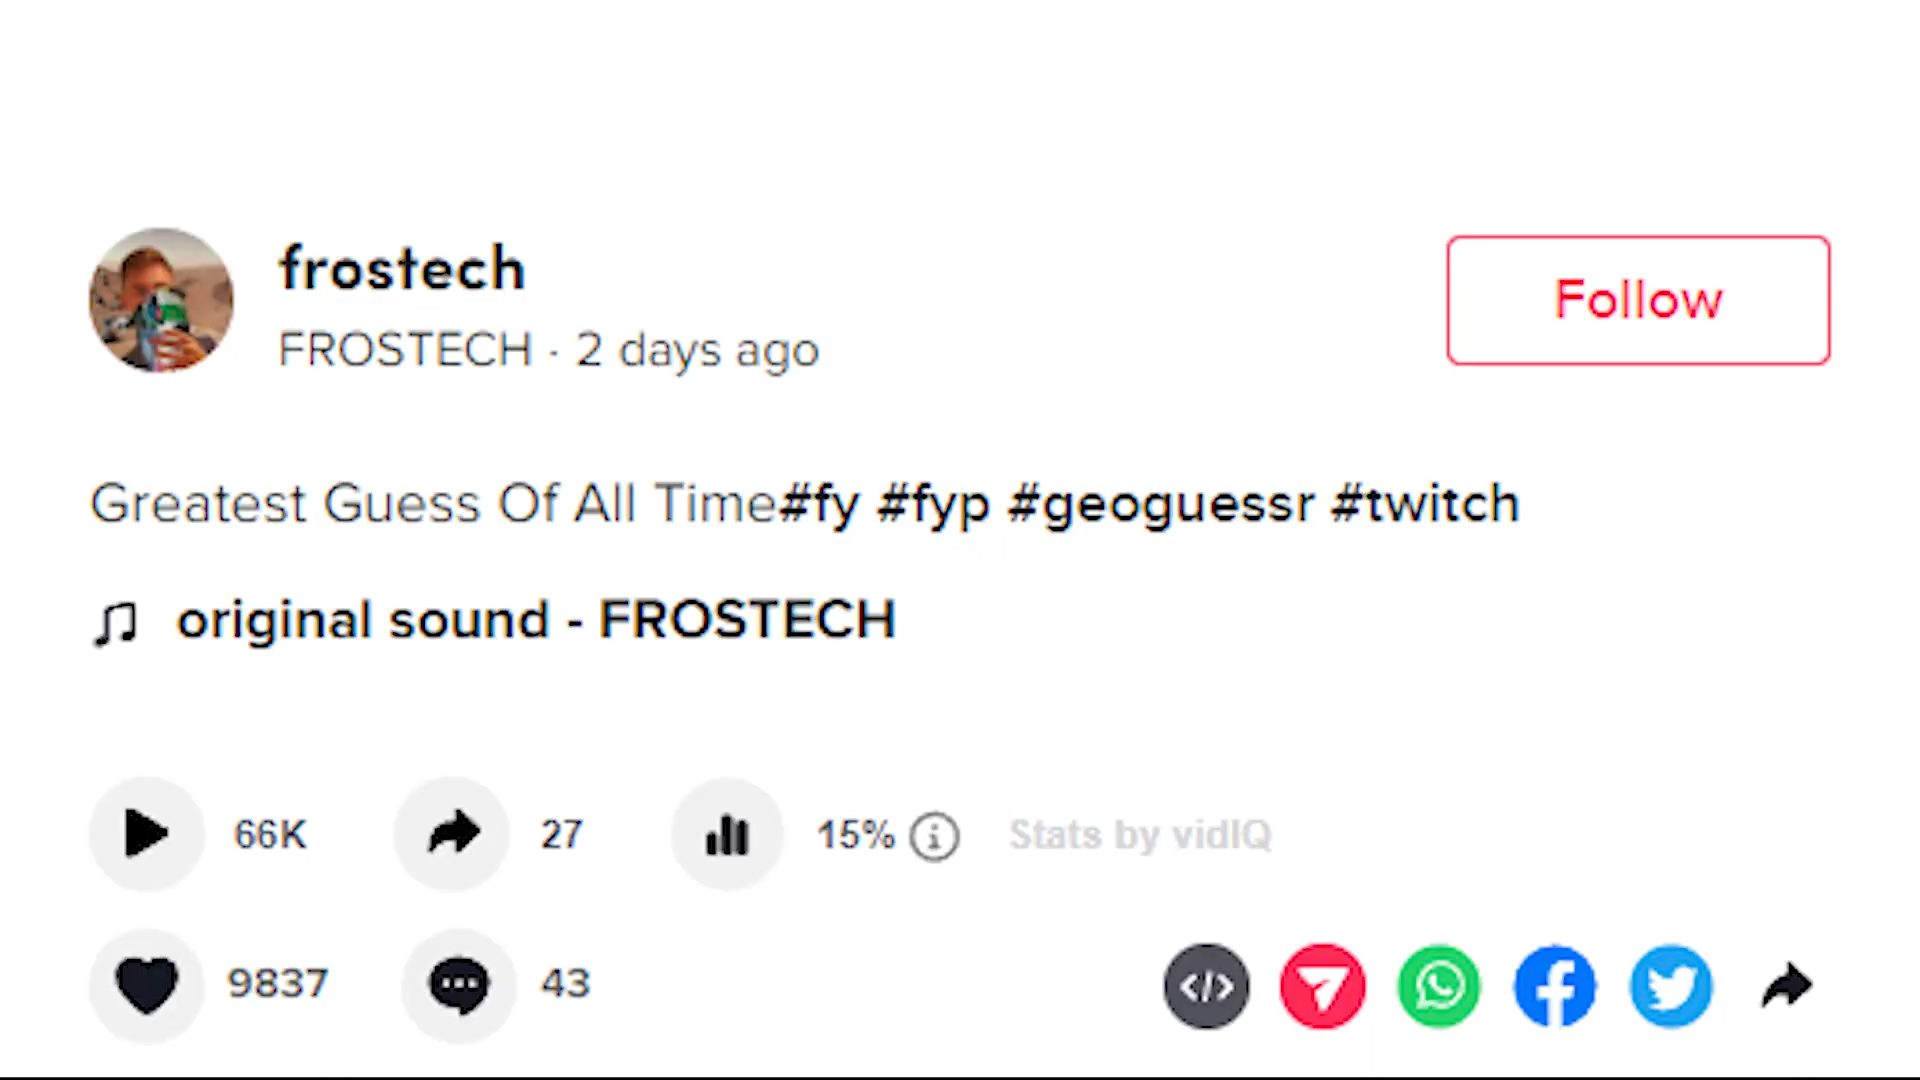 frostech
FROSTECH · 2 days ago
Follow
Greatest Guess Of All Time#fy #fyp #geoguessr #twitch
original sound - FROSTECH
66K
27
15%
Stats by vidIQ
9837
43